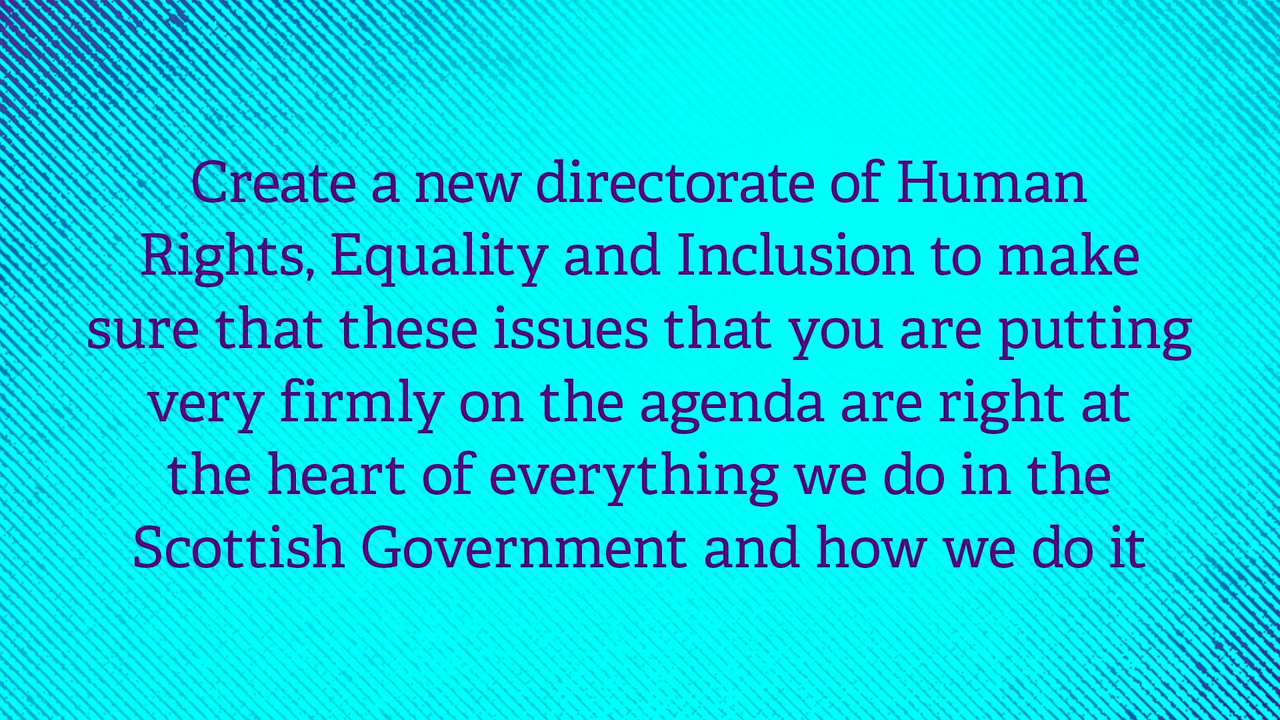 Create a new directorate of Human
Rights, Equality and Inclusion to make
sure that these issues that you are putting
very firmly on the agenda are right at
the heart of everything we do in the
Scottish Government and how we do it